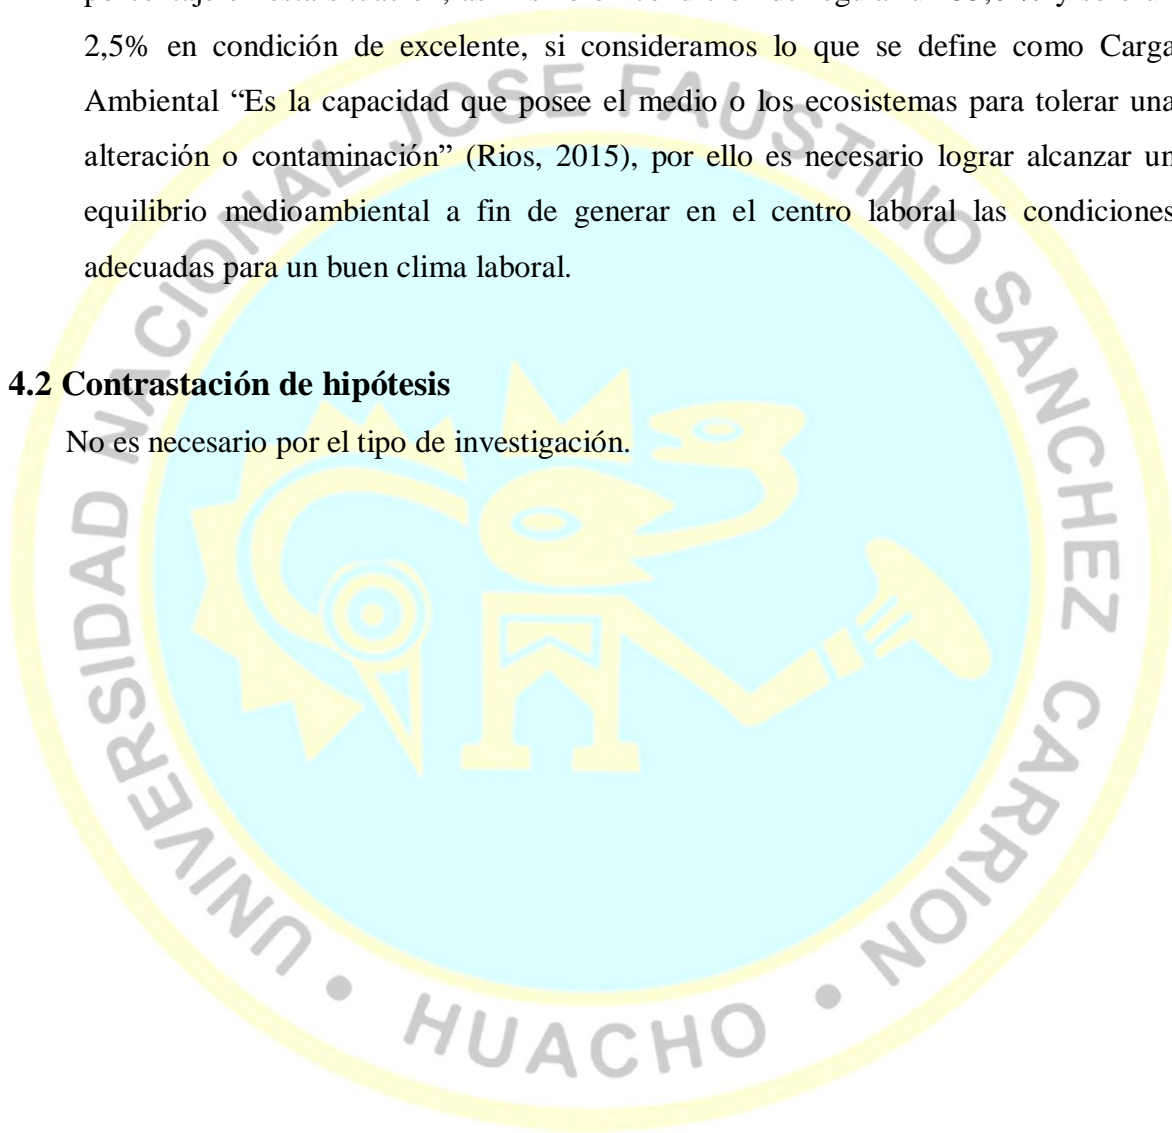 2,5% en condición de excelente, si consideramos lo que se define como Carga
Ambiental “Es la capacidad que posee el medio o los ecosistemas para tolerar una
alteración o contaminación” (Rios, 2015), por ello es necesario lograr alcanzar un
equilibrio medioambiental a fin de generar en el centro laboral las condiciones
adecuadas para un buen clima laboral.
4.2 Contrastación de hipótesis
No es necesario por el tipo de investigación.
UNIVERSIDAD NACIONAL JOSE FAUSTINO SANCHEZ CARRION
• HUACHO •